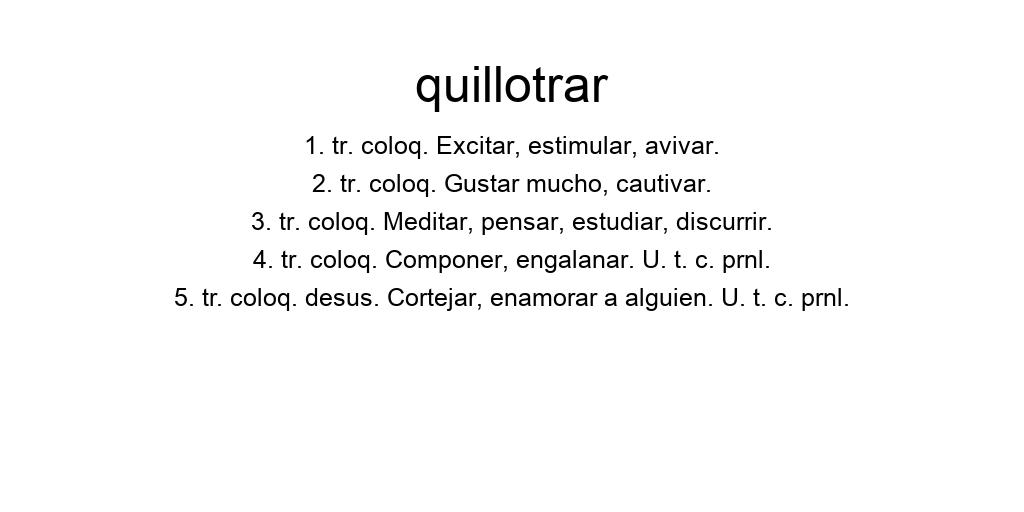 quillotrar
1. tr. coloq. Excitar, estimular, avivar.
2. tr. coloq. Gustar mucho, cautivar.
3. tr. coloq. Meditar, pensar, estudiar, discurrir.
4. tr. coloq. Componer, engalanar. U. t. c. prnl.
5. tr. coloq. desus. Cortejar, enamorar a alguien. U. t. c. prnl.